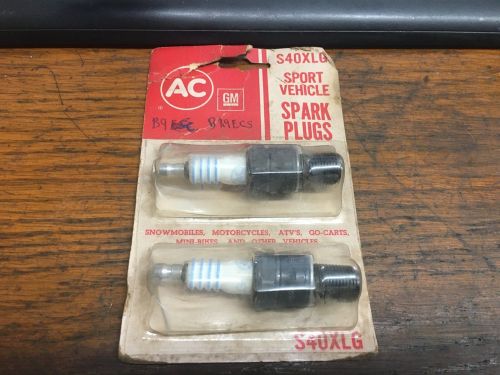 S40XLG
AC
®
GM
SPORT
VEHICLE
SPARK
PLUGS
SNOWMOBILES, MOTORCYCLES, ATV'S, GO-CARTS,
MINI-BIKES, AND OTHER VEHICLES
S40XLG